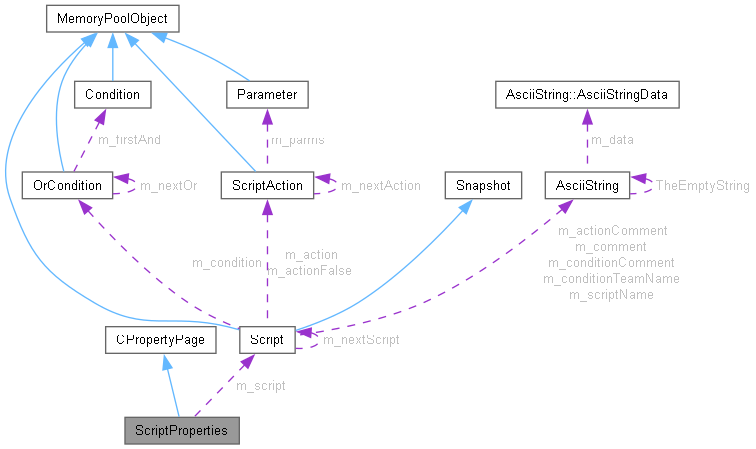 MemoryPoolObject
Condition
Parameter
AsciiString::AsciiStringData
m_firstAnd
m_parms
m_data
OrCondition
m_nextOr
ScriptAction
m_nextAction
Snapshot
AsciiString
TheEmptyString
m_condition
m_action
m_actionFalse
m_actionComment
m_comment
m_conditionComment
m_conditionTeamName
m_scriptName
CPropertyPage
Script
m_nextScript
m_script
ScriptProperties